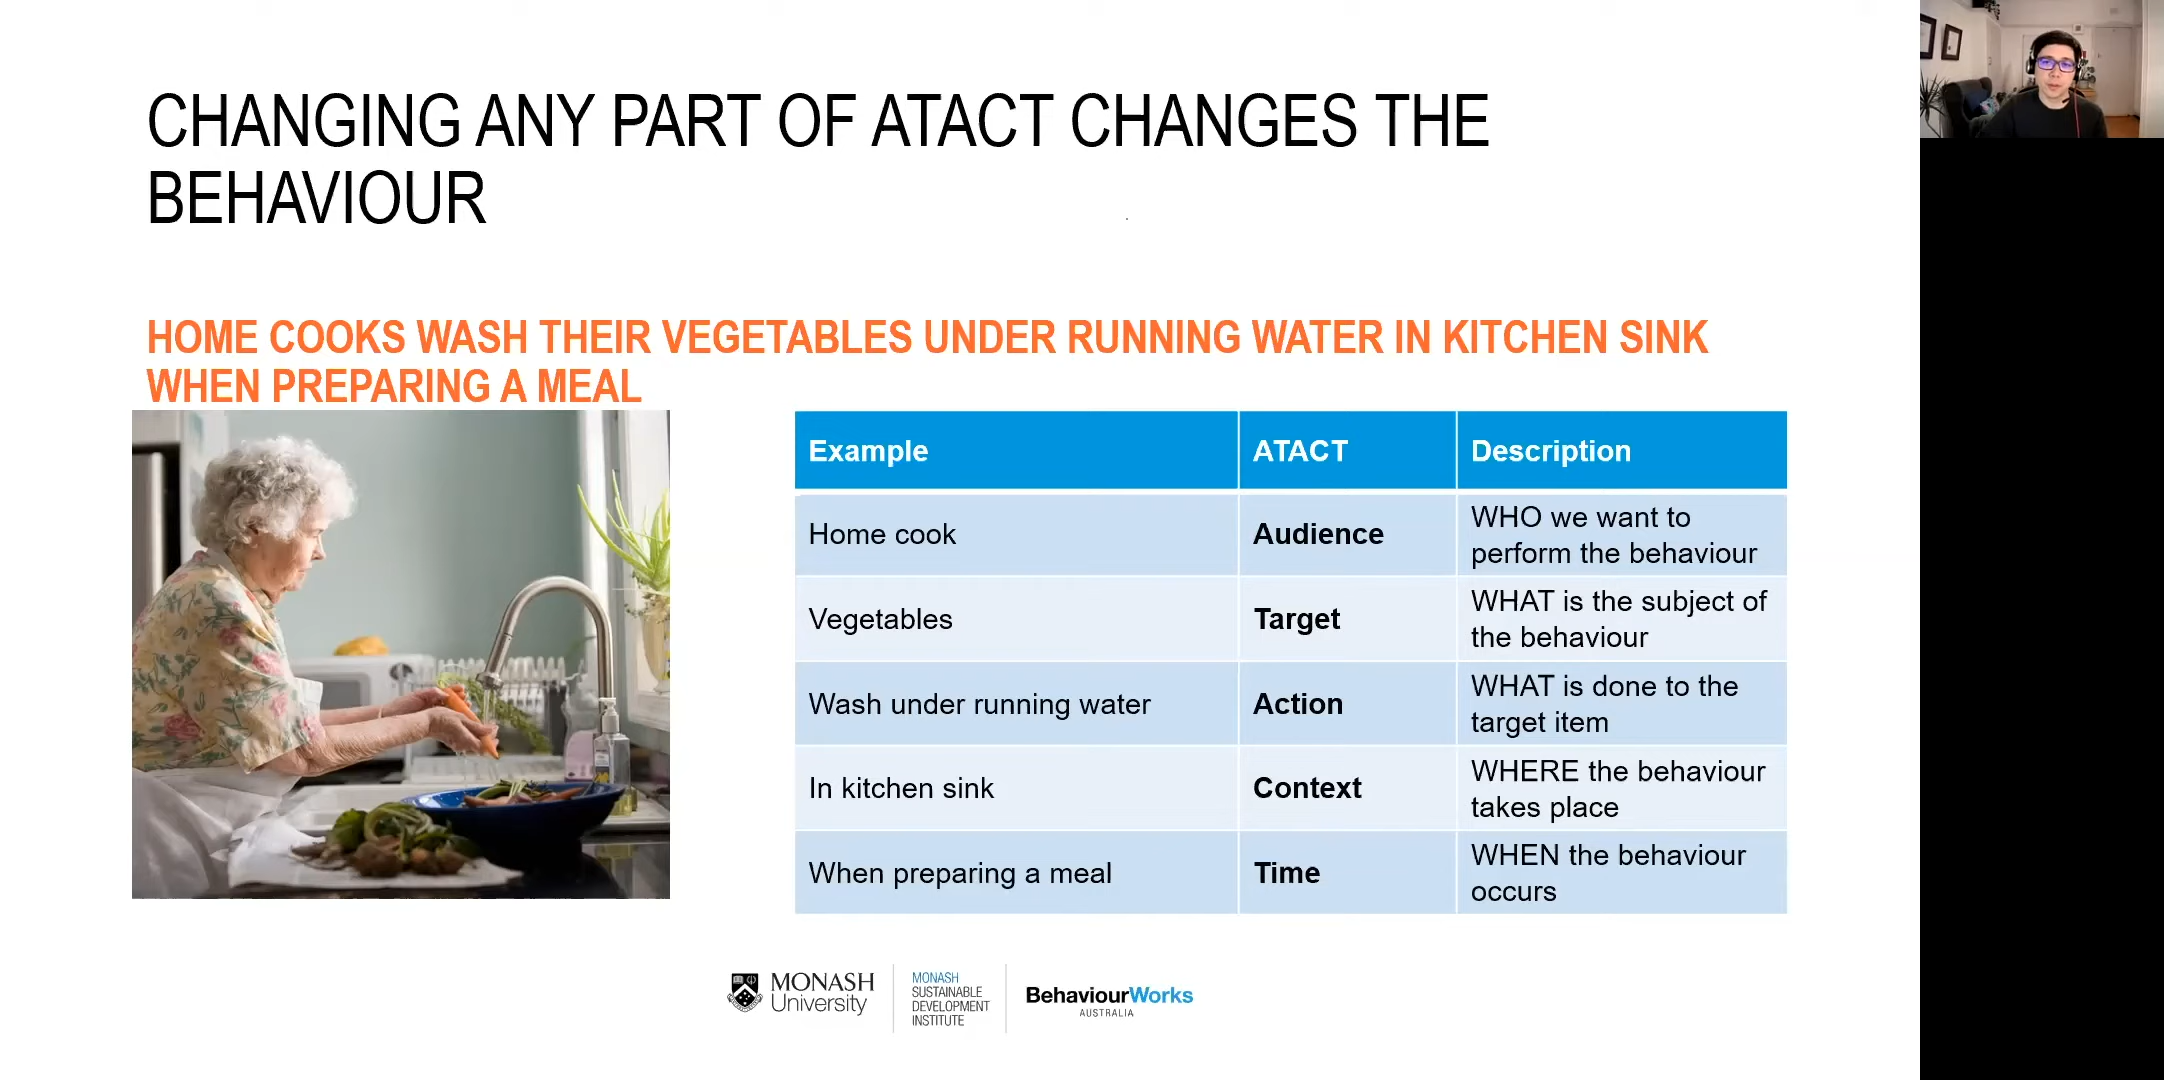 CHANGING ANY PART OF ATACT CHANGES THE
BEHAVIOUR
HOME COOKS WASH THEIR VEGETABLES UNDER RUNNING WATER IN KITCHEN SINK
WHEN PREPARING A MEAL
Example ATACT Description
Home cook Audience WHO we want to
perform the behaviour
Vegetables Target WHAT is the subject of
the behaviour
Wash under running water Action WHAT is done to the
target item
In kitchen sink Context WHERE the behaviour
takes place
When preparing a meal Time WHEN the behaviour
occurs
MONASH
University
MONASH
SUSTAINABLE
DEVELOPMENT
INSTITUTE
BehaviourWorks
AUSTRALIA